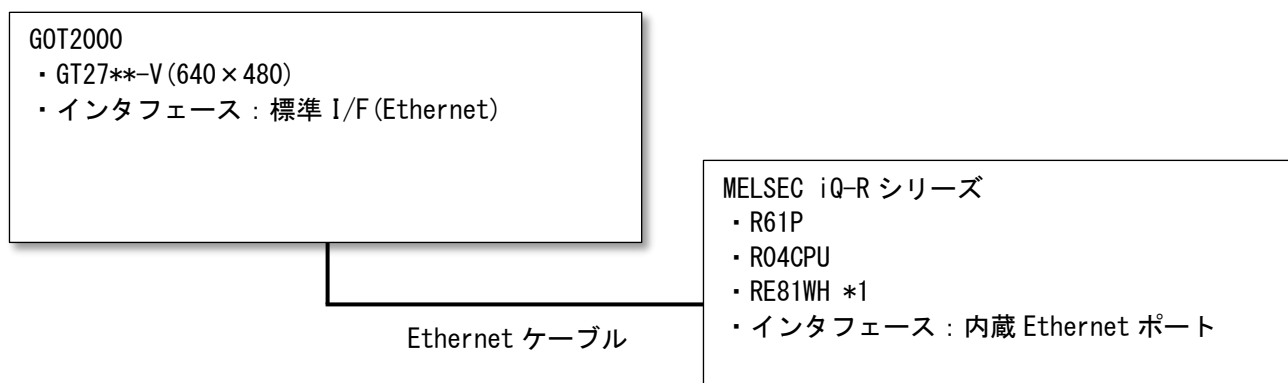 GOT2000
・GT27**-V(640×480)
・インタフェース：標準 I/F(Ethernet)
MELSEC iQ-R シリーズ
・R61P
・R04CPU
・RE81WH *1
・インタフェース：内蔵 Ethernet ポート
Ethernet ケーブル